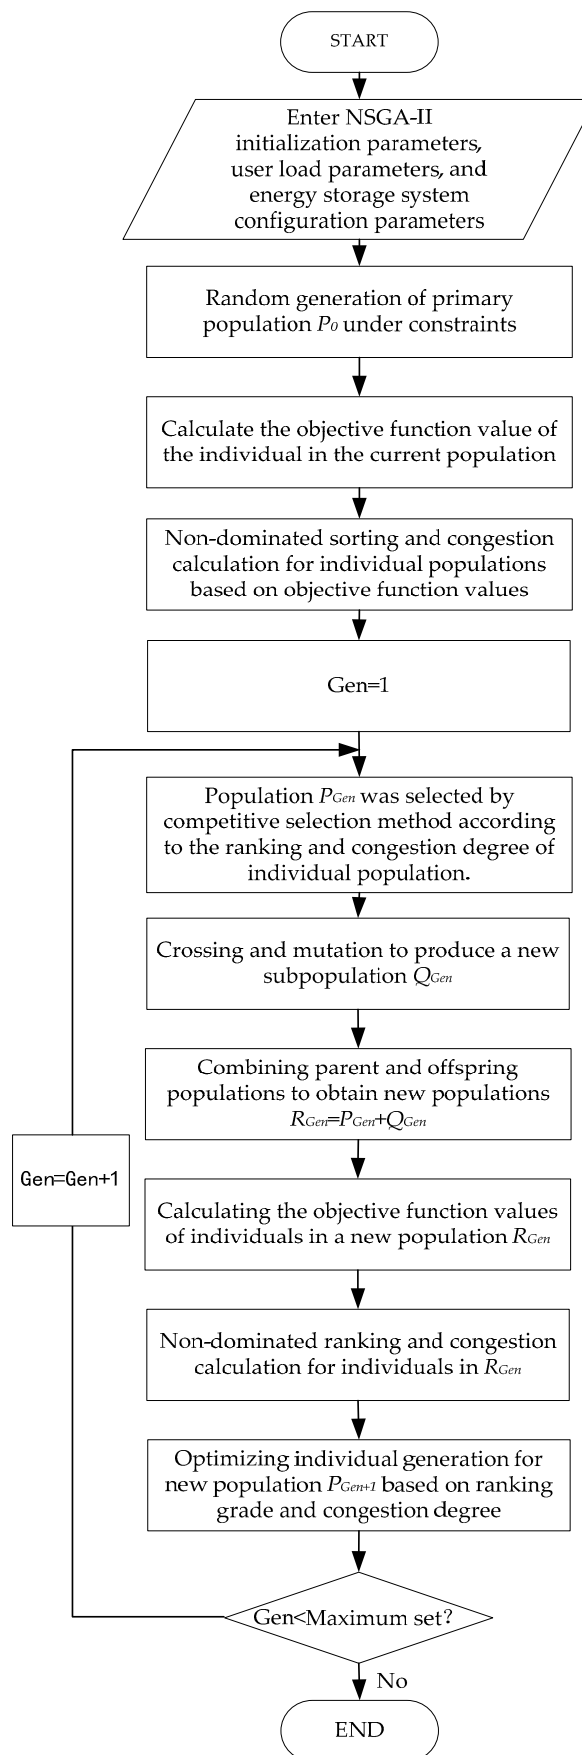 START
Enter NSGA-II
initialization parameters,
user load parameters, and
energy storage system
configuration parameters
Random generation of primary
population P0 under constraints
Calculate the objective function value of
the individual in the current population
Non-dominated sorting and congestion
calculation for individual populations
based on objective function values
Gen=1
Population PGen was selected by
competitive selection method according
to the ranking and congestion degree of
individual population.
Crossing and mutation to produce a new
subpopulation QGen
Combining parent and offspring
populations to obtain new populations
RGen=PGen+QGen
Gen=Gen+1
Calculating the objective function values
of individuals in a new population RGen
Non-dominated ranking and congestion
calculation for individuals in RGen
Optimizing individual generation for
new population PGen+1 based on ranking
grade and congestion degree
Gen<Maximum set?
No
END